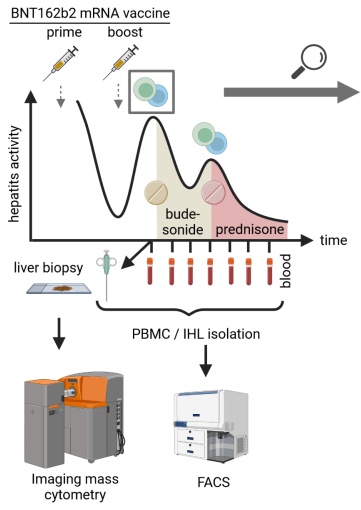 BNT162b2 mRNA vaccine
prime boost
hepatits activity
bude-
sonide
prednisone
time
liver biopsy
blood
PBMC / IHL isolation
Imaging mass
cytometry
FACS